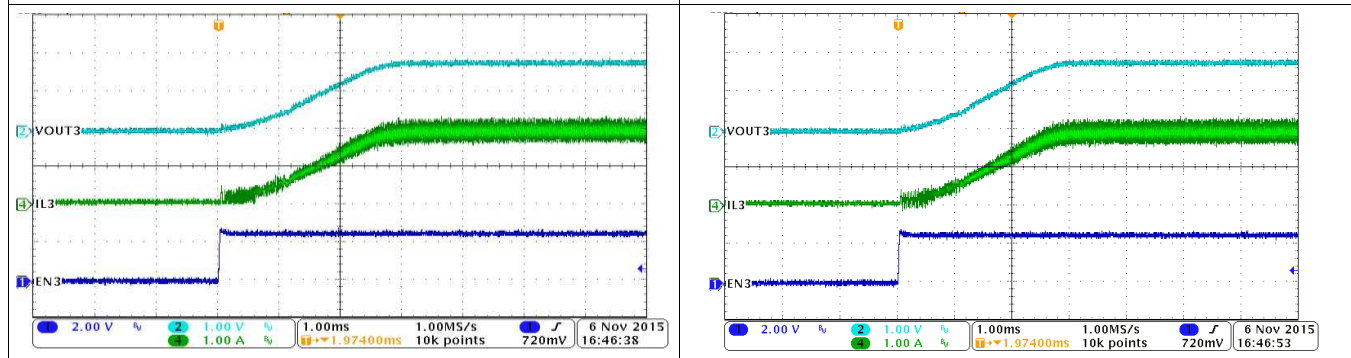 T
2 VOUT3
4 IL3
1 EN3
1 2.00 V 2 1.00 V 4 1.00 A
1.00ms 1.00MS/s 1
T→▼1.97400ms 10k points 720mV
6 Nov 2015
16:46:38
T
2 VOUT3
4 IL3
1 EN3
1 2.00 V 2 1.00 V 4 1.00 A
1.00ms 1.00MS/s 1
T→▼1.97400ms 10k points 720mV
6 Nov 2015
16:46:53